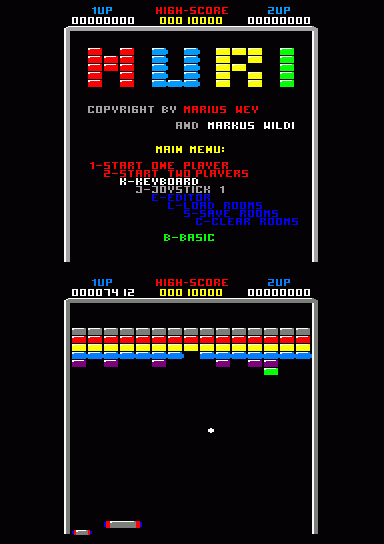 1UP HIGH-SCORE 2UP
00000000 00010000 00000000
MURI
COPYRIGHT BY MARIUS WEY
AND MARKUS WILDI
MAIN MENU:
1-START ONE PLAYER
2-START TWO PLAYERS
K-KEYBOARD
J-JOYSTICK 1
E-EDITOR
L-LOAD ROOMS
S-SAVE ROOMS
C-CLEAR ROOMS
B-BASIC
1UP HIGH-SCORE 2UP
00007412 00010000 00000000